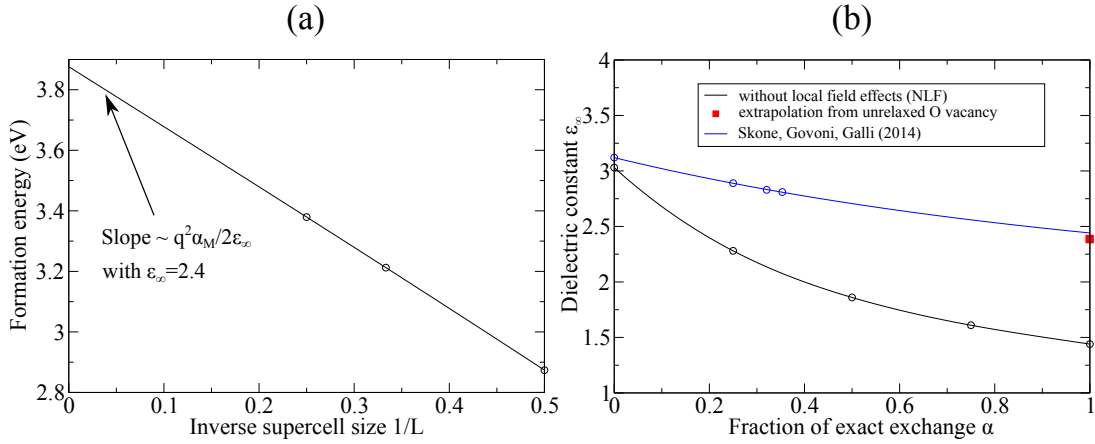 (a)
3.8
3.6
3.4
3.2
3
2.8
Formation energy (eV)
Slope ~ q²α_M/2ε_∞
with ε_∞=2.4
0
0.1
0.2
0.3
0.4
0.5
Inverse supercell size 1/L
(b)
4
3.5
3
2.5
2
1.5
1
Dielectric constant ε_∞
without local field effects (NLF)
extrapolation from unrelaxed O vacancy
Skone, Govoni, Galli (2014)
0
0.2
0.4
0.6
0.8
1
Fraction of exact exchange α